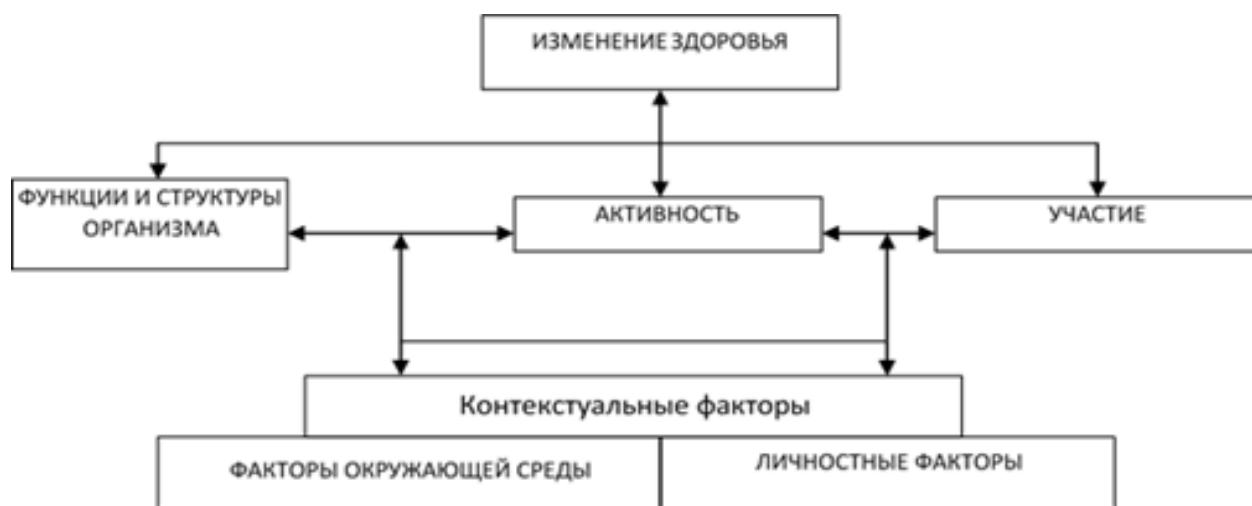 ИЗМЕНЕНИЕ ЗДОРОВЬЯ
ФУНКЦИИ И СТРУКТУРЫ
ОРГАНИЗМА
АКТИВНОСТЬ
УЧАСТИЕ
Контекстуальные факторы
ФАКТОРЫ ОКРУЖАЮЩЕЙ СРЕДЫ
ЛИЧНОСТНЫЕ ФАКТОРЫ